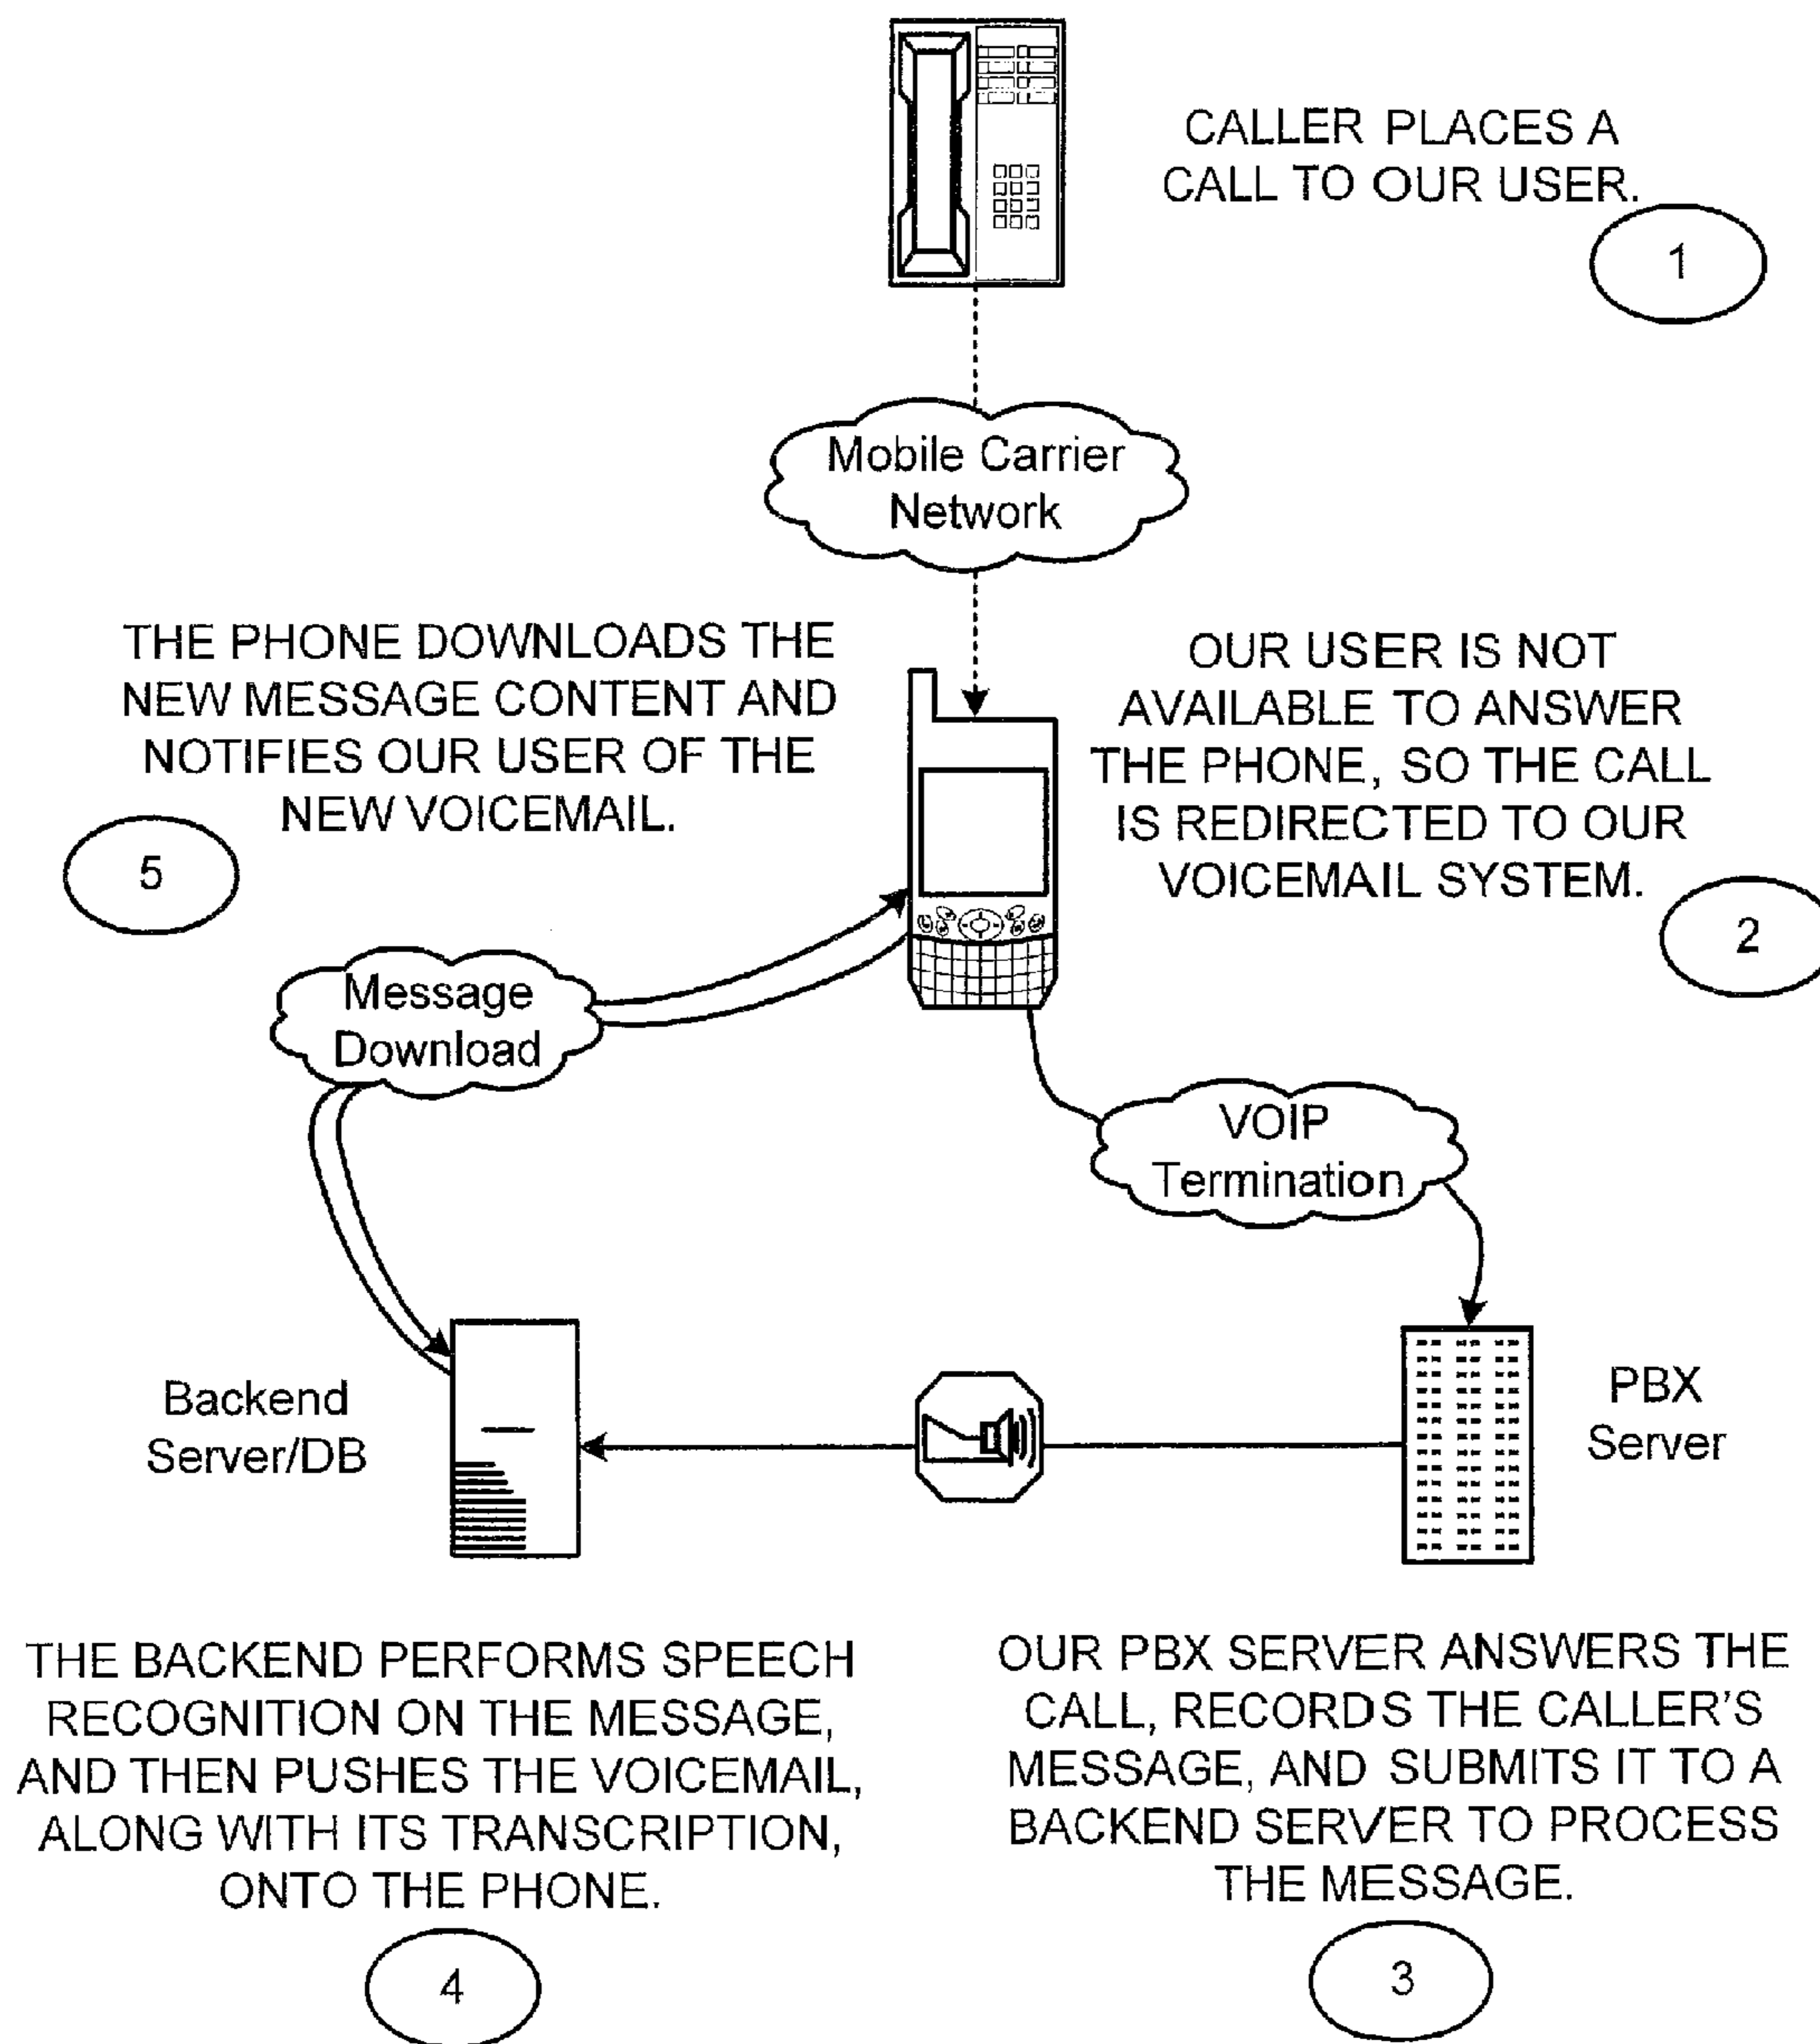 CALLER PLACES A
CALL TO OUR USER.
1
Mobile Carrier
Network
OUR USER IS NOT
AVAILABLE TO ANSWER
THE PHONE, SO THE CALL
IS REDIRECTED TO OUR
VOICEMAIL SYSTEM.
2
THE PHONE DOWNLOADS THE
NEW MESSAGE CONTENT AND
NOTIFIES OUR USER OF THE
NEW VOICEMAIL.
5
Message
Download
VOIP
Termination
Backend
Server/DB
PBX
Server
OUR PBX SERVER ANSWERS THE
CALL, RECORDS THE CALLER'S
MESSAGE, AND SUBMITS IT TO A
BACKEND SERVER TO PROCESS
THE MESSAGE.
3
THE BACKEND PERFORMS SPEECH
RECOGNITION ON THE MESSAGE,
AND THEN PUSHES THE VOICEMAIL,
ALONG WITH ITS TRANSCRIPTION,
ONTO THE PHONE.
4